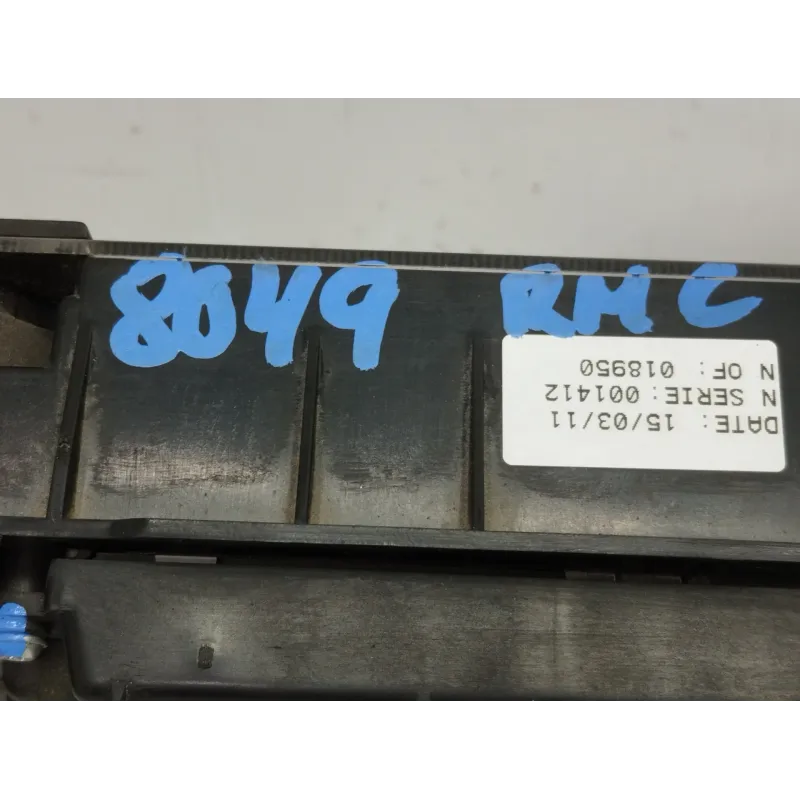 8049 RMC
DATE: 15/03/11
N SERIE: 001412
N OF: 018950